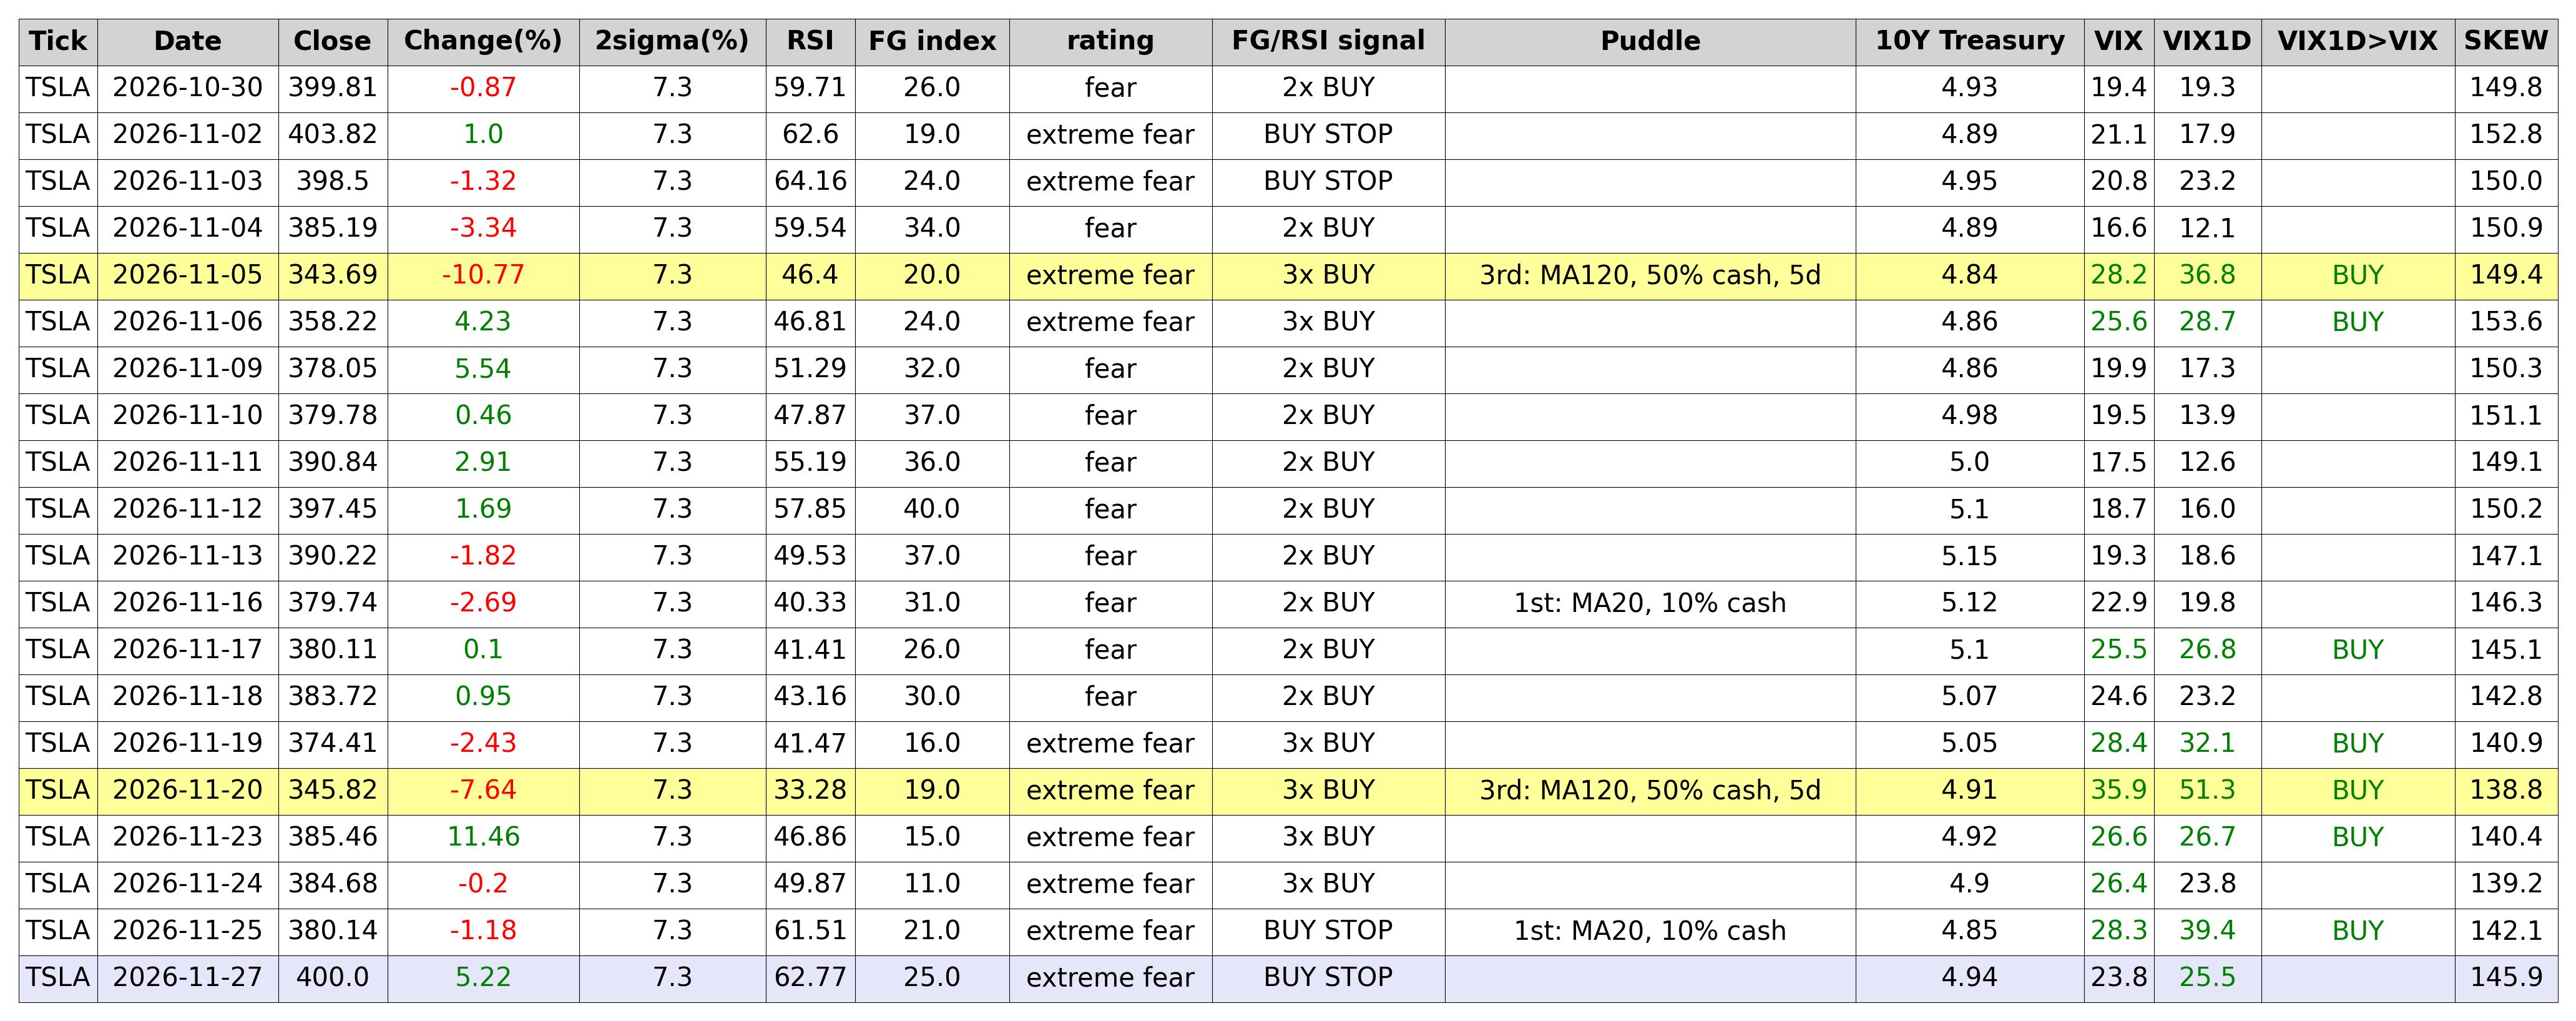 Tick Date Close Change(%) 2sigma(%) RSI FG index rating FG/RSI signal Puddle 10Y Treasury VIX VIX1D VIX1D>VIX SKEW
TSLA 2026-10-30 399.81 -0.87 7.3 59.71 26.0 fear 2x BUY 4.93 19.4 19.3 149.8
TSLA 2026-11-02 403.82 1.0 7.3 62.6 19.0 extreme fear BUY STOP 4.89 21.1 17.9 152.8
TSLA 2026-11-03 398.5 -1.32 7.3 64.16 24.0 extreme fear BUY STOP 4.95 20.8 23.2 150.0
TSLA 2026-11-04 385.19 -3.34 7.3 59.54 34.0 fear 2x BUY 4.89 16.6 12.1 150.9
TSLA 2026-11-05 343.69 -10.77 7.3 46.4 20.0 extreme fear 3x BUY 3rd: MA120, 50% cash, 5d 4.84 28.2 36.8 BUY 149.4
TSLA 2026-11-06 358.22 4.23 7.3 46.81 24.0 extreme fear 3x BUY 4.86 25.6 28.7 BUY 153.6
TSLA 2026-11-09 378.05 5.54 7.3 51.29 32.0 fear 2x BUY 4.86 19.9 17.3 150.3
TSLA 2026-11-10 379.78 0.46 7.3 47.87 37.0 fear 2x BUY 4.98 19.5 13.9 151.1
TSLA 2026-11-11 390.84 2.91 7.3 55.19 36.0 fear 2x BUY 5.0 17.5 12.6 149.1
TSLA 2026-11-12 397.45 1.69 7.3 57.85 40.0 fear 2x BUY 5.1 18.7 16.0 150.2
TSLA 2026-11-13 390.22 -1.82 7.3 49.53 37.0 fear 2x BUY 5.15 19.3 18.6 147.1
TSLA 2026-11-16 379.74 -2.69 7.3 40.33 31.0 fear 2x BUY 1st: MA20, 10% cash 5.12 22.9 19.8 146.3
TSLA 2026-11-17 380.11 0.1 7.3 41.41 26.0 fear 2x BUY 5.1 25.5 26.8 BUY 145.1
TSLA 2026-11-18 383.72 0.95 7.3 43.16 30.0 fear 2x BUY 5.07 24.6 23.2 142.8
TSLA 2026-11-19 374.41 -2.43 7.3 41.47 16.0 extreme fear 3x BUY 5.05 28.4 32.1 BUY 140.9
TSLA 2026-11-20 345.82 -7.64 7.3 33.28 19.0 extreme fear 3x BUY 3rd: MA120, 50% cash, 5d 4.91 35.9 51.3 BUY 138.8
TSLA 2026-11-23 385.46 11.46 7.3 46.86 15.0 extreme fear 3x BUY 4.92 26.6 26.7 BUY 140.4
TSLA 2026-11-24 384.68 -0.2 7.3 49.87 11.0 extreme fear 3x BUY 4.9 26.4 23.8 139.2
TSLA 2026-11-25 380.14 -1.18 7.3 61.51 21.0 extreme fear BUY STOP 1st: MA20, 10% cash 4.85 28.3 39.4 BUY 142.1
TSLA 2026-11-27 400.0 5.22 7.3 62.77 25.0 extreme fear BUY STOP 4.94 23.8 25.5 145.9